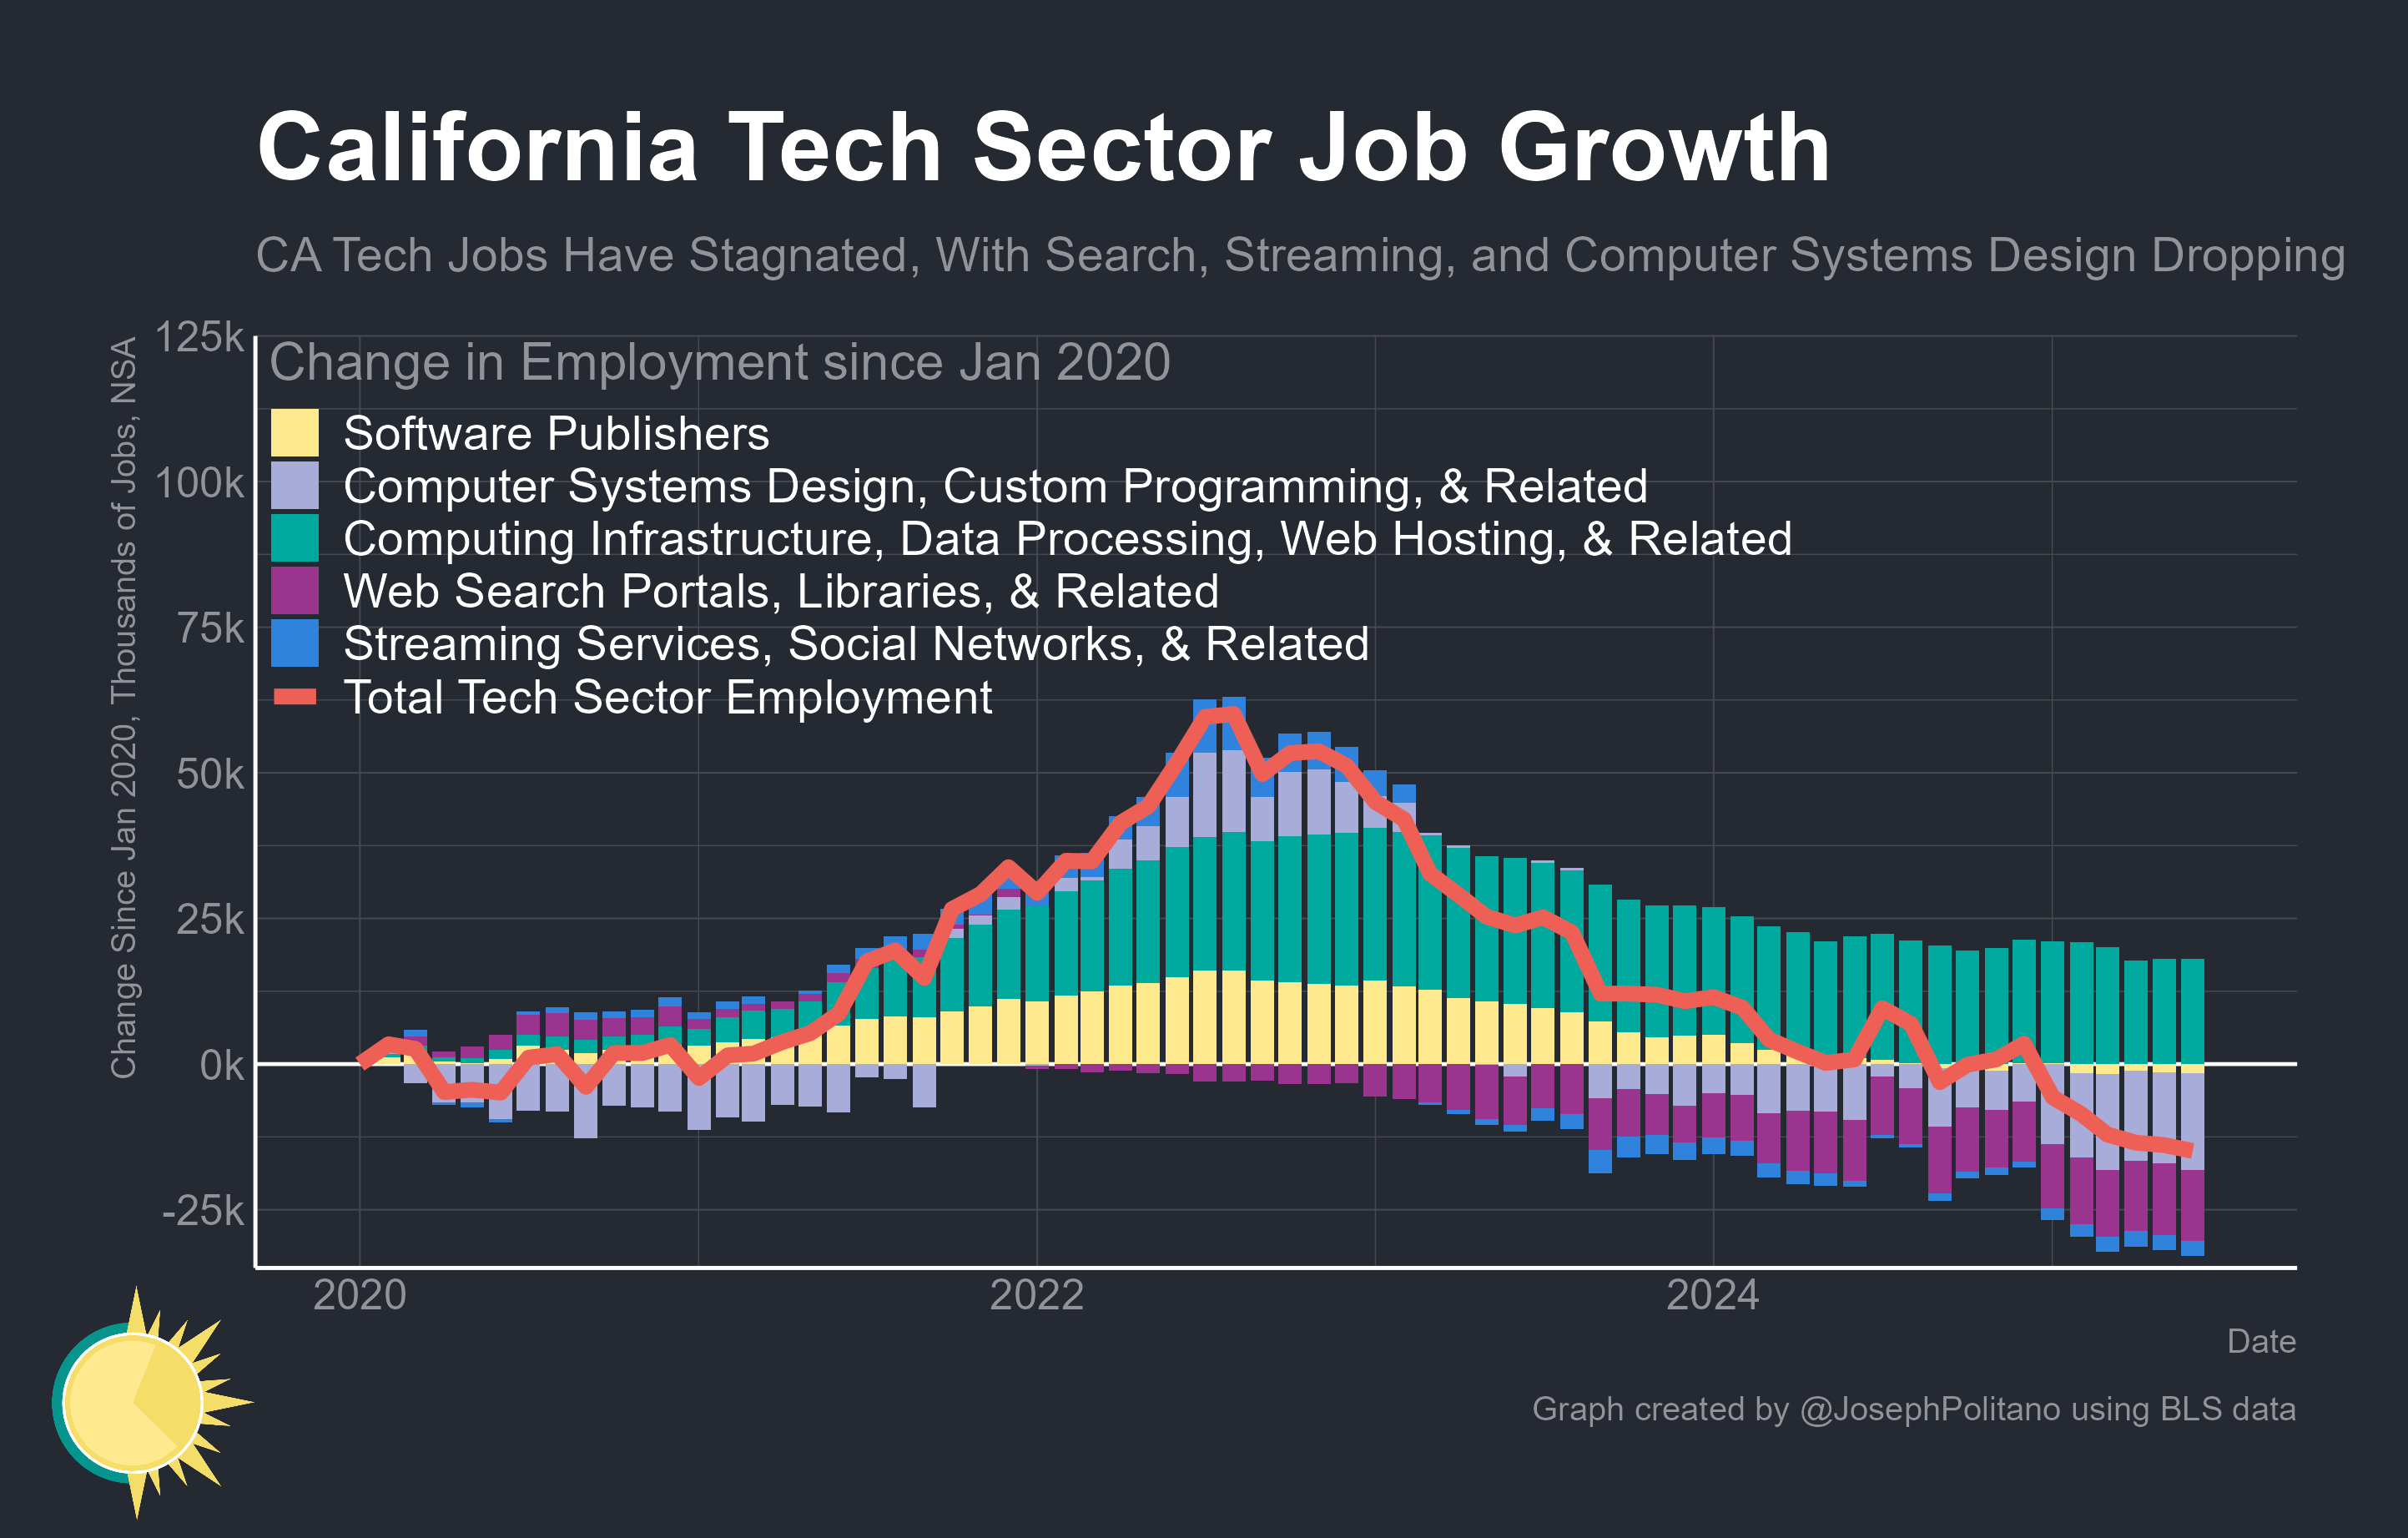 California Tech Sector Job Growth
CA Tech Jobs Have Stagnated, With Search, Streaming, and Computer Systems Design Dropping
Change Since Jan 2020, Thousands of Jobs, NSA
125k
100k
75k
50k
25k
0k
-25k
Change in Employment since Jan 2020
Software Publishers
Computer Systems Design, Custom Programming, & Related
Computing Infrastructure, Data Processing, Web Hosting, & Related
Web Search Portals, Libraries, & Related
Streaming Services, Social Networks, & Related
Total Tech Sector Employment
2020 2022 2024
Date
Graph created by @JosephPolitano using BLS data